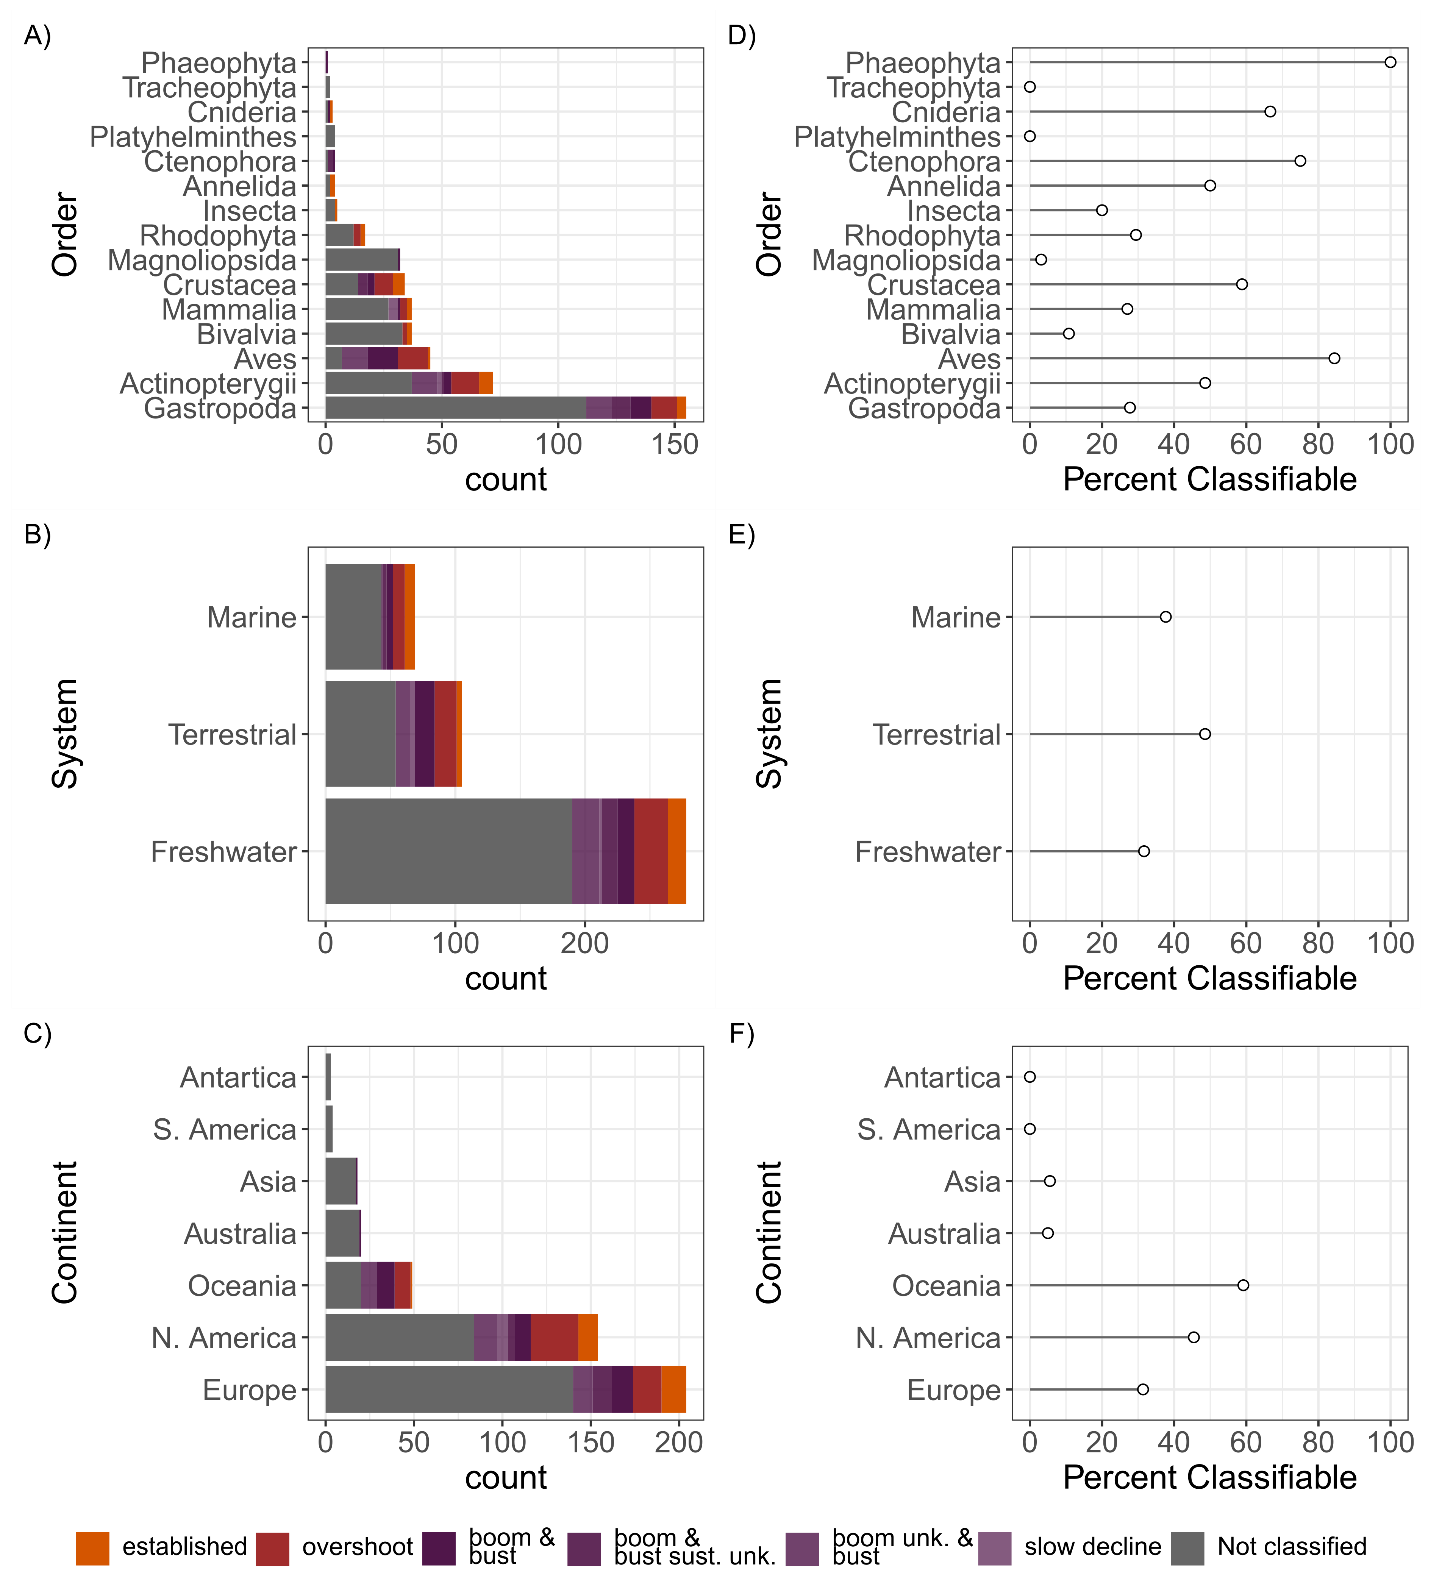 A)
Phaeophyta
Tracheophyta
Cnideria
Platyhelminthes
Ctenophora
Annelida
Insecta
Rhodophyta
Magnoliopsida
Crustacea
Mammalia
Bivalvia
Aves
Actinopterygii
Gastropoda
Order
0 50 100 150
count
D)
Phaeophyta
Tracheophyta
Cnideria
Platyhelminthes
Ctenophora
Annelida
Insecta
Rhodophyta
Magnoliopsida
Crustacea
Mammalia
Bivalvia
Aves
Actinopterygii
Gastropoda
Order
0 20 40 60 80 100
Percent Classifiable
B)
Marine
Terrestrial
Freshwater
System
0 100 200
count
E)
Marine
Terrestrial
Freshwater
System
0 20 40 60 80 100
Percent Classifiable
C)
Antartica
S. America
Asia
Australia
Oceania
N. America
Europe
Continent
0 50 100 150 200
count
F)
Antartica
S. America
Asia
Australia
Oceania
N. America
Europe
Continent
0 20 40 60 80 100
Percent Classifiable
established
overshoot
boom &
bust
boom &
bust sust. unk.
boom unk. &
bust
slow decline
Not classified